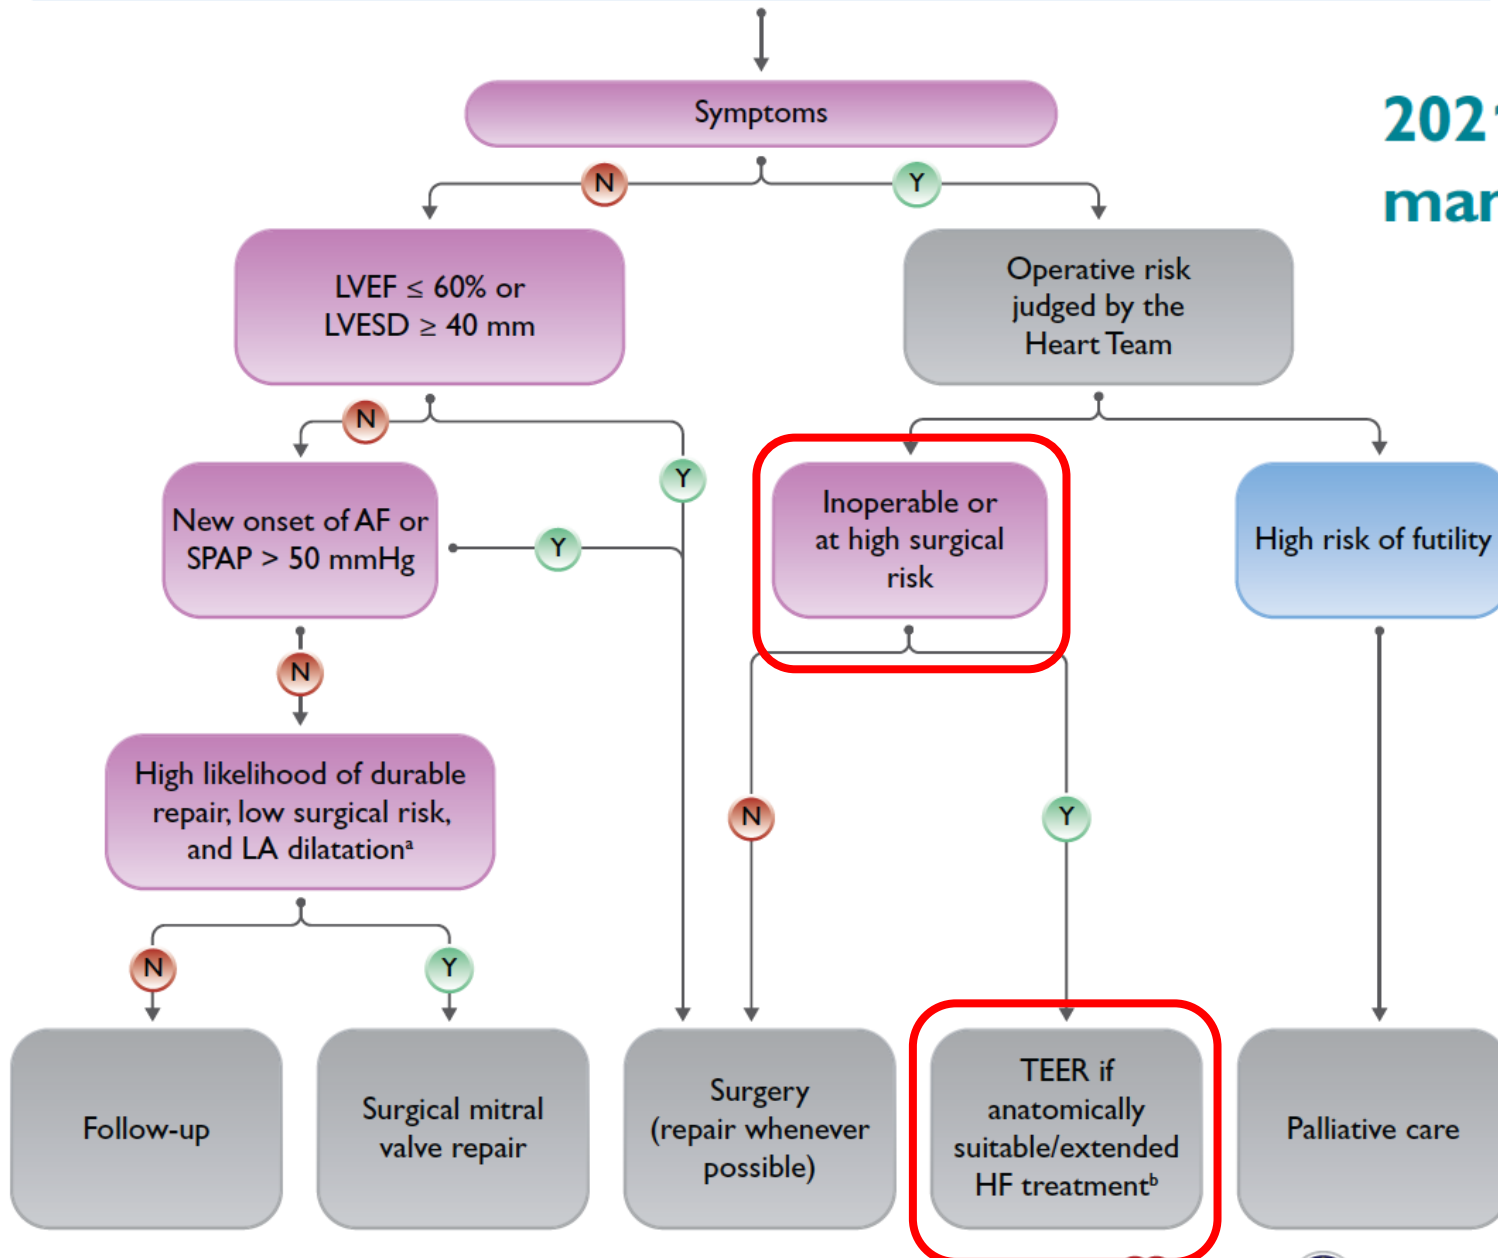 Symptoms
2021
mar
N
Y
LVEF ≤ 60% or
LVESD ≥ 40 mm
Operative risk
judged by the
Heart Team
N
Y
New onset of AF or
SPAP > 50 mmHg
Y
Inoperable or
at high surgical
risk
High risk of futility
N
High likelihood of durable
repair, low surgical risk,
and LA dilatationᵃ
N
Y
N
Y
Follow-up
Surgical mitral
valve repair
Surgery
(repair whenever
possible)
TEER if
anatomically
suitable/extended
HF treatmentᵇ
Palliative care